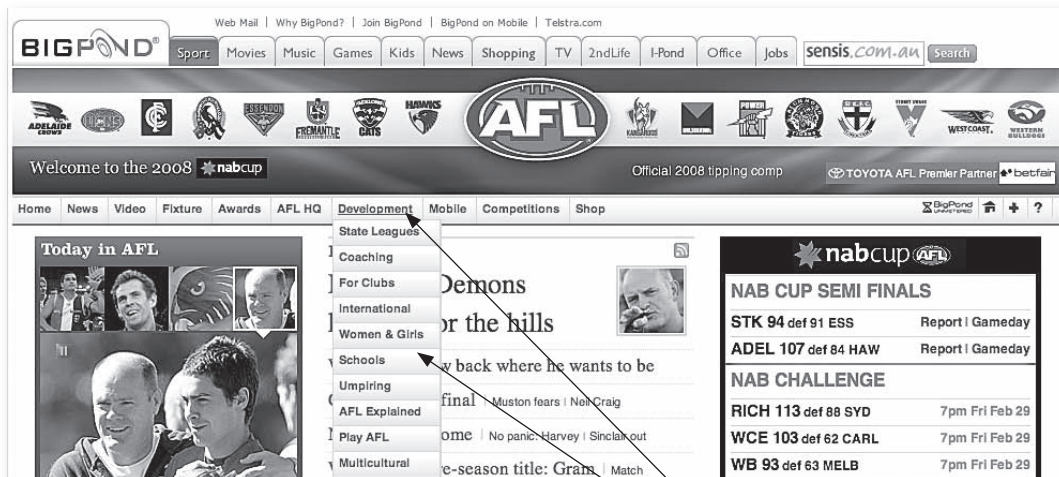 Web Mail | Why BigPond? | Join BigPond | BigPond on Mobile | Telstra.com
BIGPOND®
Sport Movies Music Games Kids News Shopping TV 2ndLife I-Pond Office Jobs sensis.com.au Search
ADELAIDE CROWS LIONS ESSENDON FREMANTLE CATS HAWKS AFL KANGAROOS POWER WEST COAST WESTERN BULLDOGS
Welcome to the 2008 nabcup
Official 2008 tipping comp
TOYOTA AFL Premier Partner betfair
Home News Video Fixture Awards AFL HQ Development Mobile Competitions Shop BigPond UNMETERED + ?
State Leagues
Coaching
For Clubs
International
Women & Girls
Schools
Umpiring
AFL Explained
Play AFL
Multicultural
Today in AFL
Demons
or the hills
w back where he wants to be
final | Muston fears | Neil Craig
ome | No panic: Harvey | Sinclair out
e-season title: Gram | Match
nabcup AFL
NAB CUP SEMI FINALS
STK 94 def 91 ESS Report | Gameday
ADEL 107 def 84 HAW Report | Gameday
NAB CHALLENGE
RICH 113 def 88 SYD 7pm Fri Feb 29
WCE 103 def 62 CARL 7pm Fri Feb 29
WB 93 def 63 MELB 7pm Fri Feb 29